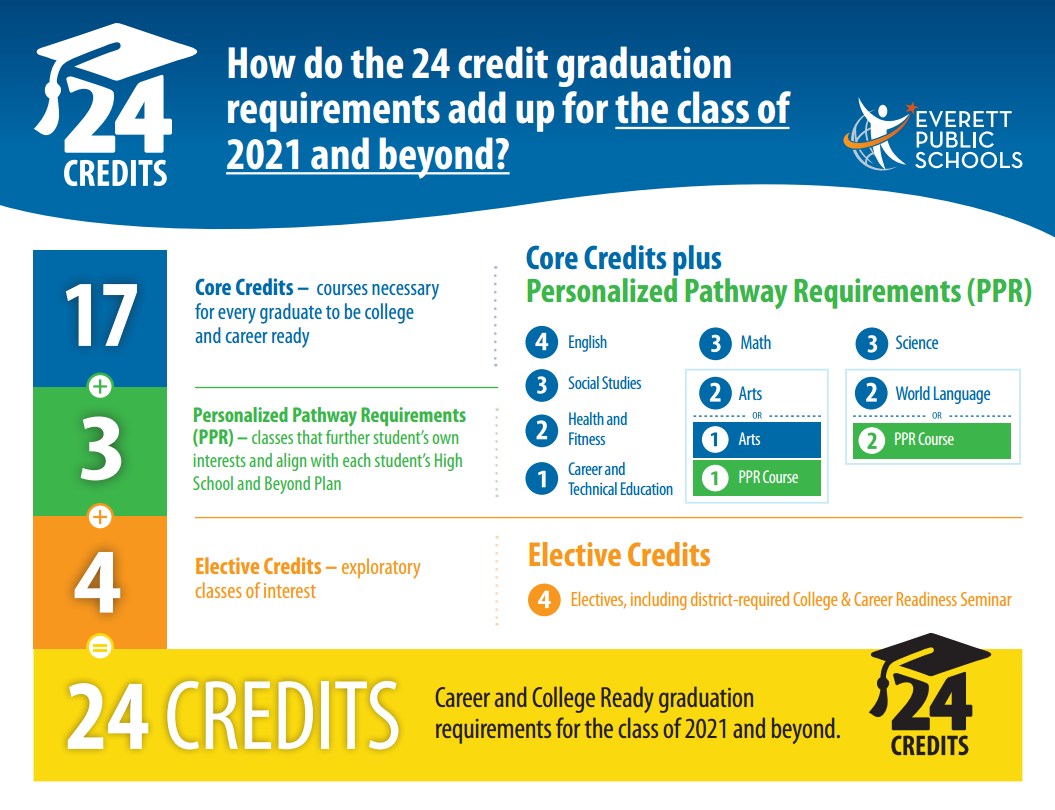 24
CREDITS
How do the 24 credit graduation
requirements add up for the class of
2021 and beyond?
EVERETT
PUBLIC
SCHOOLS
17
Core Credits – courses necessary
for every graduate to be college
and career ready
+
3
Personalized Pathway Requirements
(PPR) – classes that further student’s own
interests and align with each student’s High
School and Beyond Plan
+
4
Elective Credits – exploratory
classes of interest
=
Core Credits plus
Personalized Pathway Requirements (PPR)
4 English
3 Social Studies
2 Health and
Fitness
1 Career and
Technical Education
3 Math
2 Arts
OR
1 Arts
1 PPR Course
3 Science
2 World Language
OR
2 PPR Course
Elective Credits
4 Electives, including district-required College & Career Readiness Seminar
24 CREDITS
Career and College Ready graduation
requirements for the class of 2021 and beyond.
24
CREDITS